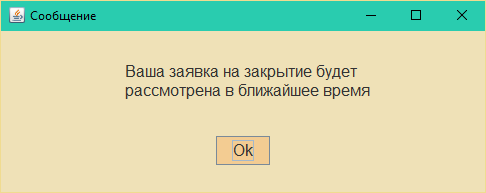 Сообщение
Ваша заявка на закрытие будет
рассмотрена в ближайшее время
Ok